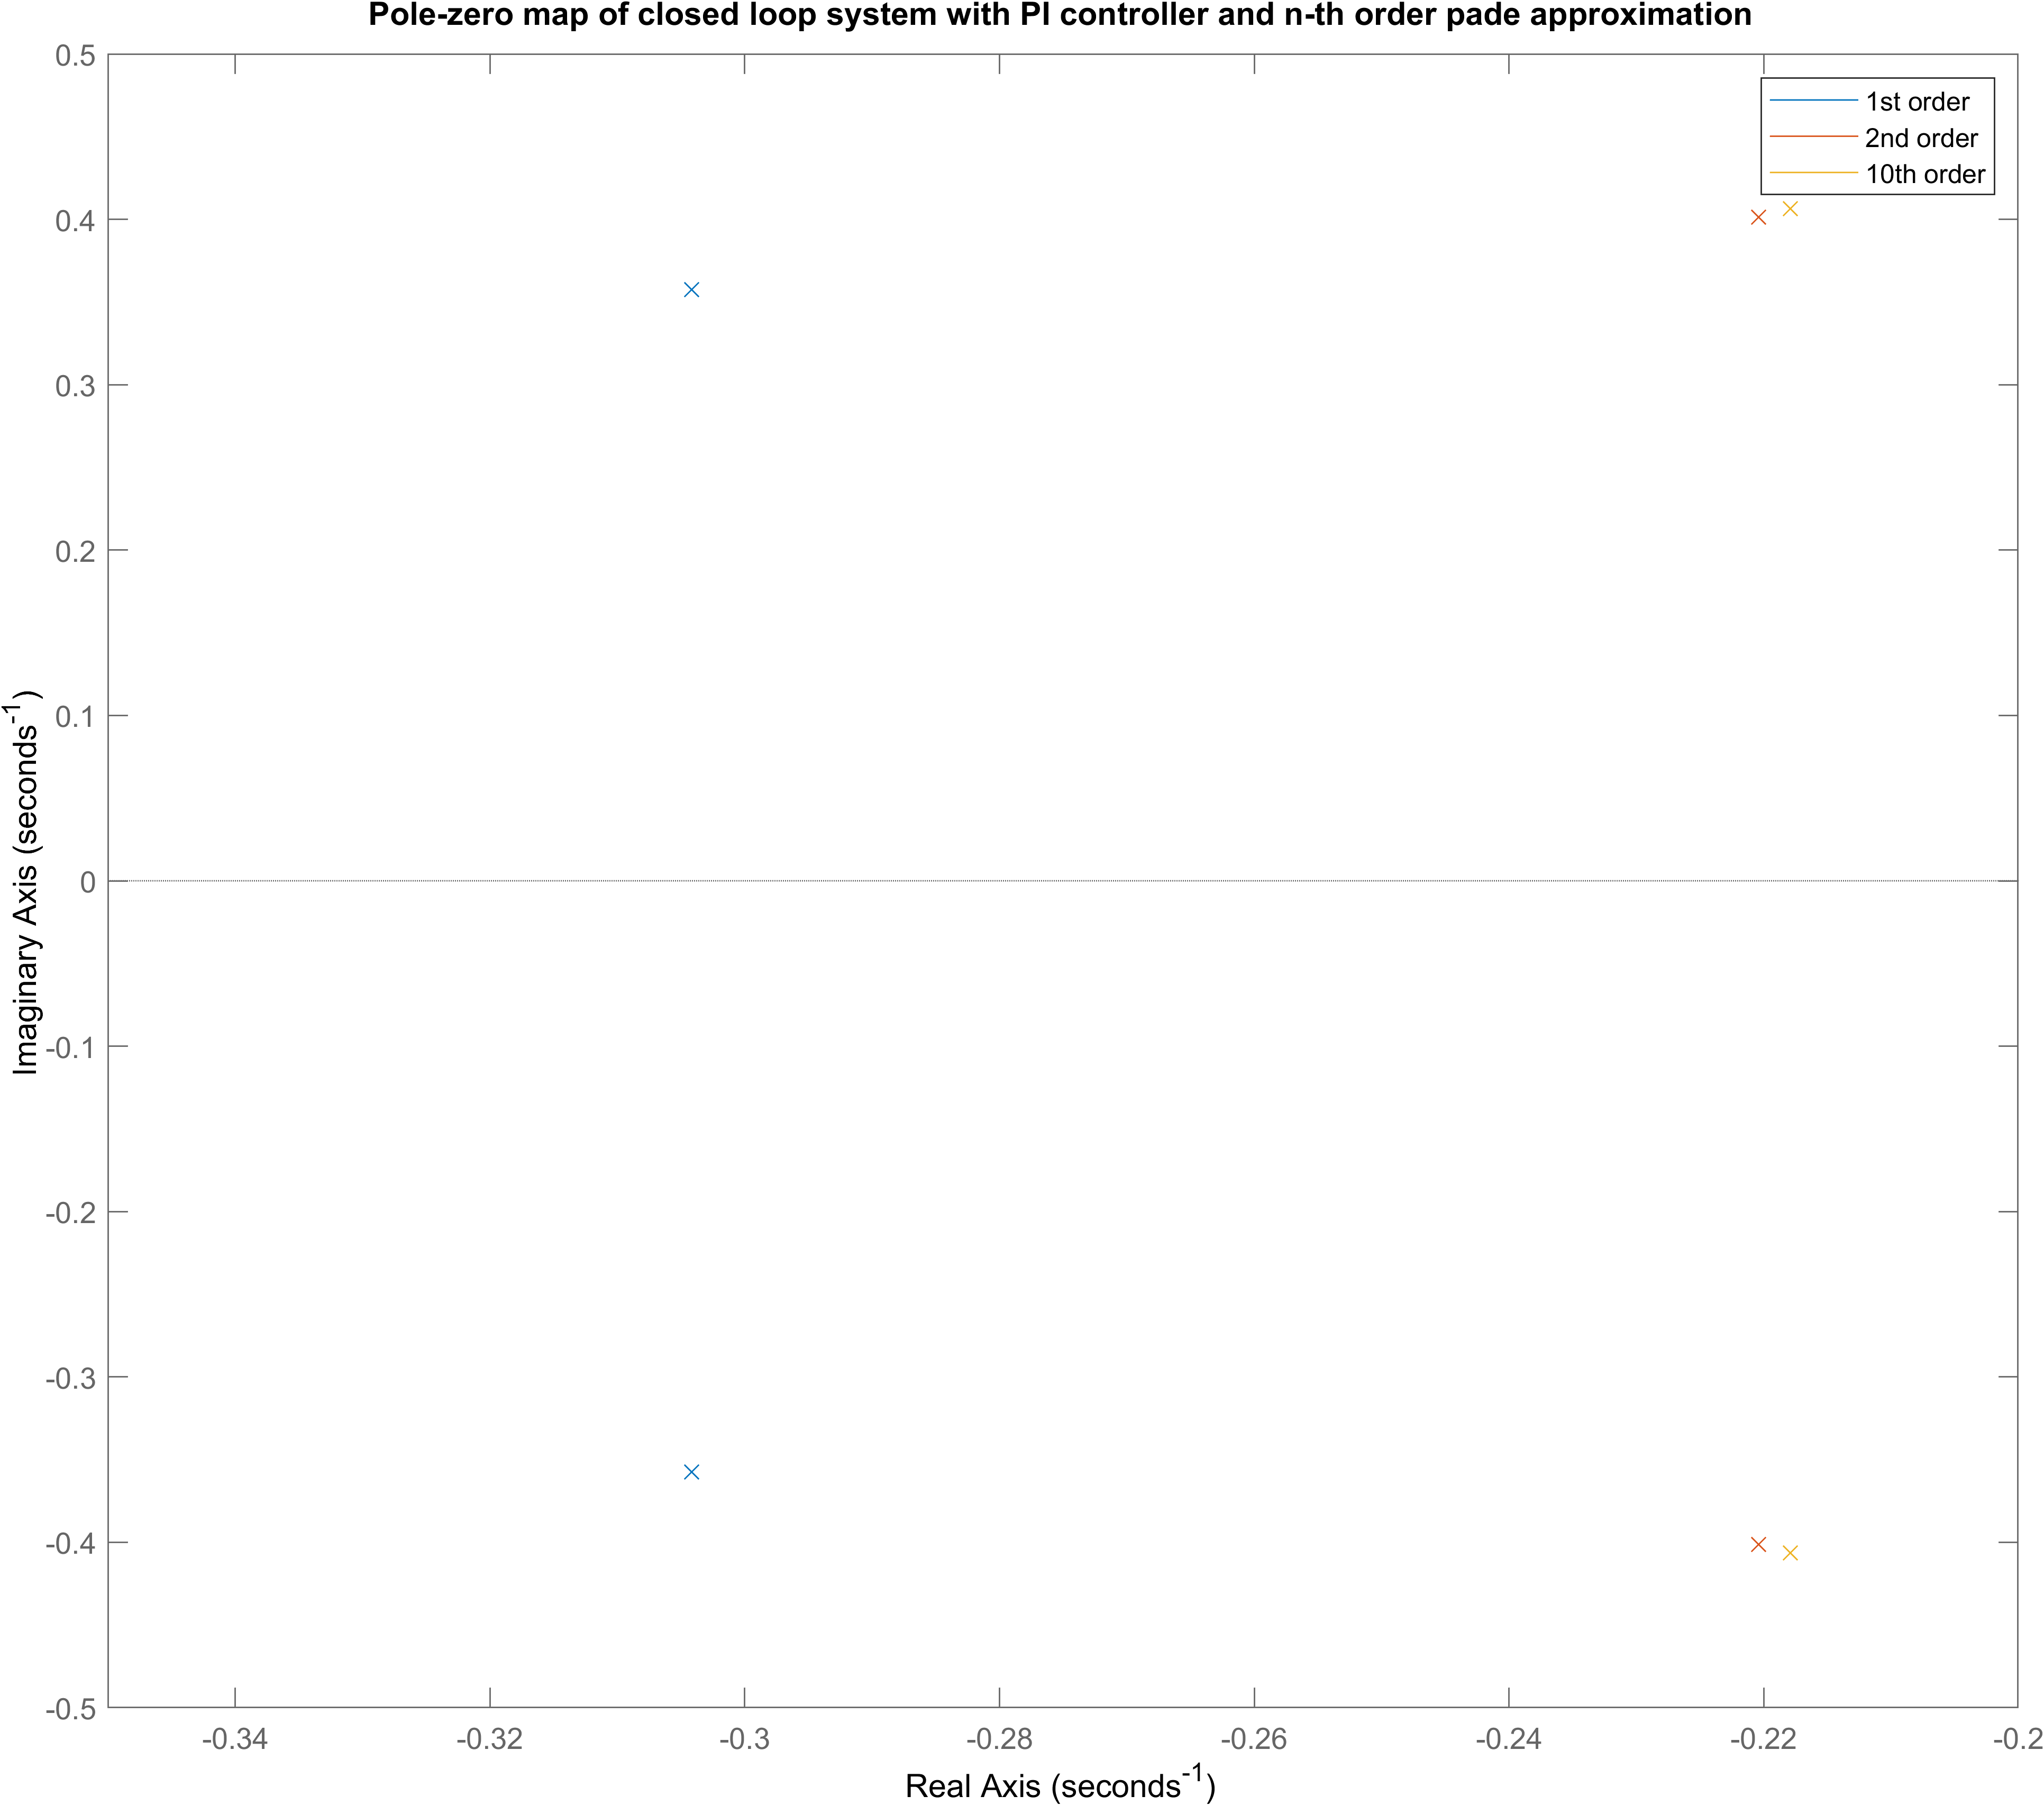 Pole-zero map of closed loop system with PI controller and n-th order pade approximation
1st order
2nd order
10th order
0.5
0.4
0.3
0.2
0.1
0
-0.1
-0.2
-0.3
-0.4
-0.5
Imaginary Axis (seconds⁻¹)
-0.34 -0.32 -0.3 -0.28 -0.26 -0.24 -0.22 -0.2
Real Axis (seconds⁻¹)